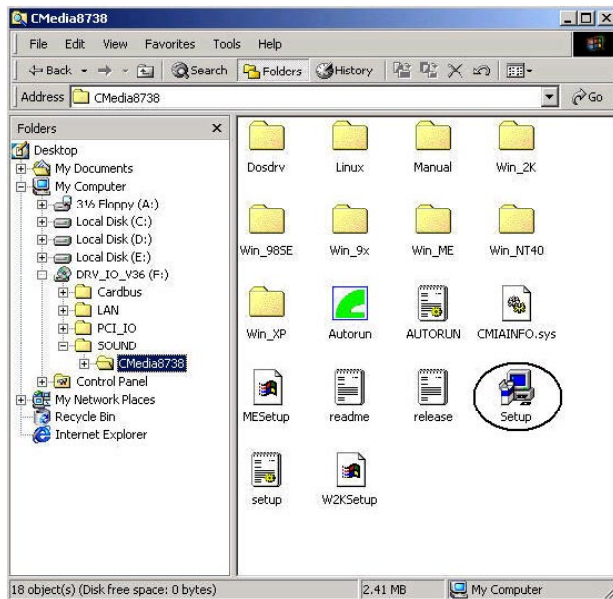 CMedia8738
File Edit View Favorites Tools Help
Back Search Folders History
Address CMedia8738 Go
Folders
Desktop
My Documents
My Computer
3½ Floppy (A:)
Local Disk (C:)
Local Disk (D:)
Local Disk (E:)
DRV_IO_V36 (F:)
Cardbus
LAN
PCI_IO
SOUND
CMedia8738
Control Panel
My Network Places
Recycle Bin
Internet Explorer
Dosdrv Linux Manual Win_2K
Win_98SE Win_9x Win_ME Win_NT40
Win_XP Autorun AUTORUN CMIAINFO.sys
MESetup readme release Setup
setup W2KSetup
18 object(s) (Disk free space: 0 bytes) 2.41 MB My Computer